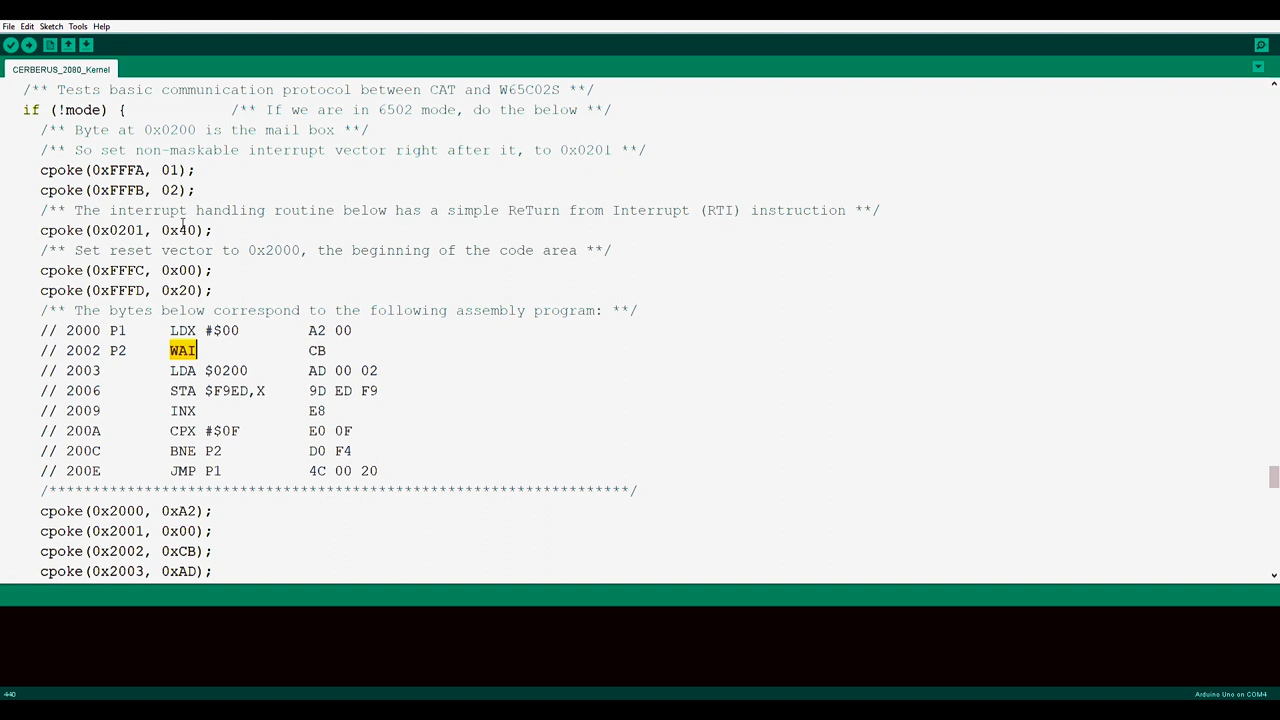 File Edit Sketch Tools Help
CERBERUS_2080_Kernel
/** Tests basic communication protocol between CAT and W65C02S **/
if (!mode) { /** If we are in 6502 mode, do the below **/
/** Byte at 0x0200 is the mail box **/
/** So set non-maskable interrupt vector right after it, to 0x0201 **/
cpoke(0xFFFA, 01);
cpoke(0xFFFB, 02);
/** The interrupt handling routine below has a simple ReTurn from Interrupt (RTI) instruction **/
cpoke(0x0201, 0x40);
/** Set reset vector to 0x2000, the beginning of the code area **/
cpoke(0xFFFC, 0x00);
cpoke(0xFFFD, 0x20);
/** The bytes below correspond to the following assembly program: **/
// 2000 P1 LDX #$00 A2 00
// 2002 P2 WAI CB
// 2003 LDA $0200 AD 00 02
// 2006 STA $F9ED,X 9D ED F9
// 2009 INX E8
// 200A CPX #$0F E0 0F
// 200C BNE P2 D0 F4
// 200E JMP P1 4C 00 20
/*******************************************************************/
cpoke(0x2000, 0xA2);
cpoke(0x2001, 0x00);
cpoke(0x2002, 0xCB);
cpoke(0x2003, 0xAD);
440 Arduino Uno on COM4